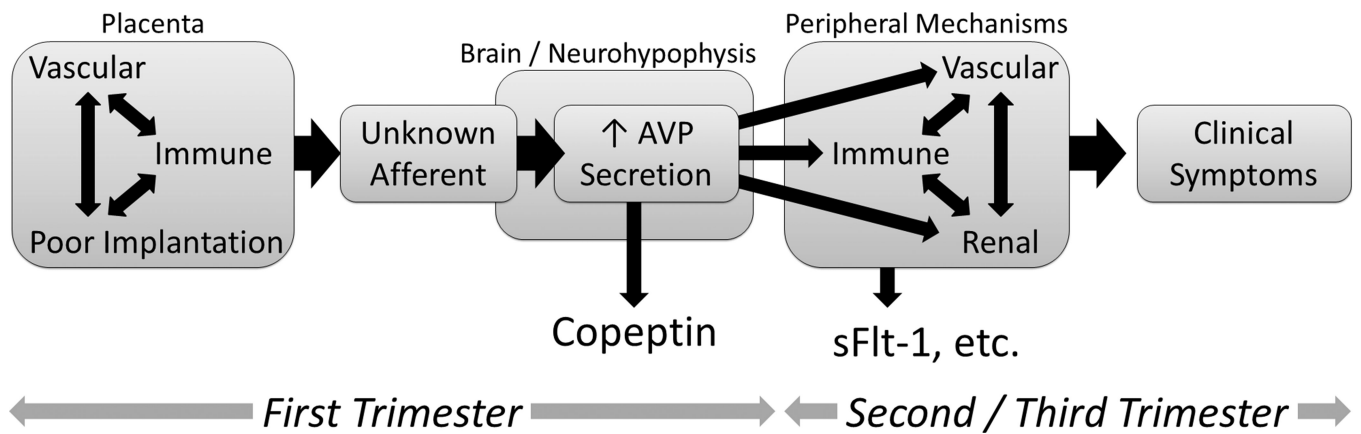 Placenta
Vascular
Immune
Poor Implantation
Unknown
Afferent
Brain / Neurohypophysis
↑ AVP
Secretion
Copeptin
Peripheral Mechanisms
Vascular
Immune
Renal
sFlt-1, etc.
Clinical
Symptoms
First Trimester
Second / Third Trimester